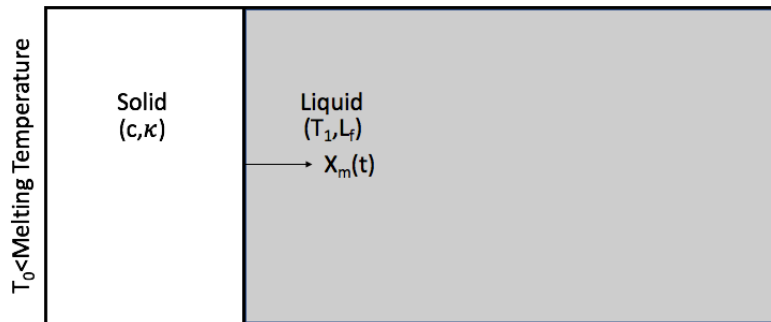 T₀<Melting Temperature
Solid
(c,κ)
Liquid
(T₁,L_f)
X_m(t)